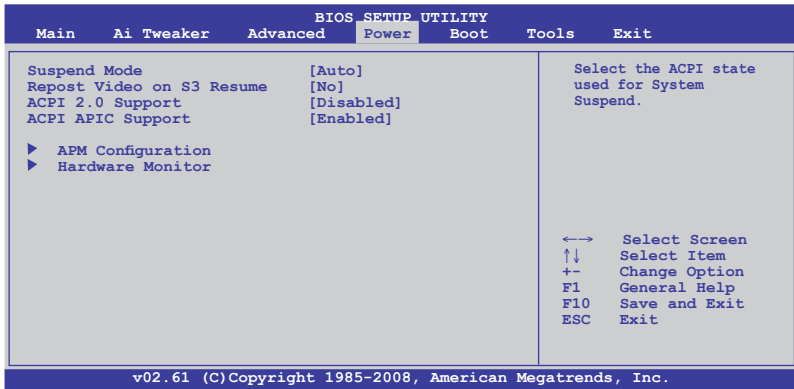 BIOS SETUP UTILITY
Main Ai Tweaker Advanced Power Boot Tools Exit
Suspend Mode [Auto]
Repost Video on S3 Resume [No]
ACPI 2.0 Support [Disabled]
ACPI APIC Support [Enabled]
▶ APM Configuration
▶ Hardware Monitor
Select the ACPI state
used for System
Suspend.
←→ Select Screen
↑↓ Select Item
+- Change Option
F1 General Help
F10 Save and Exit
ESC Exit
v02.61 (C)Copyright 1985-2008, American Megatrends, Inc.